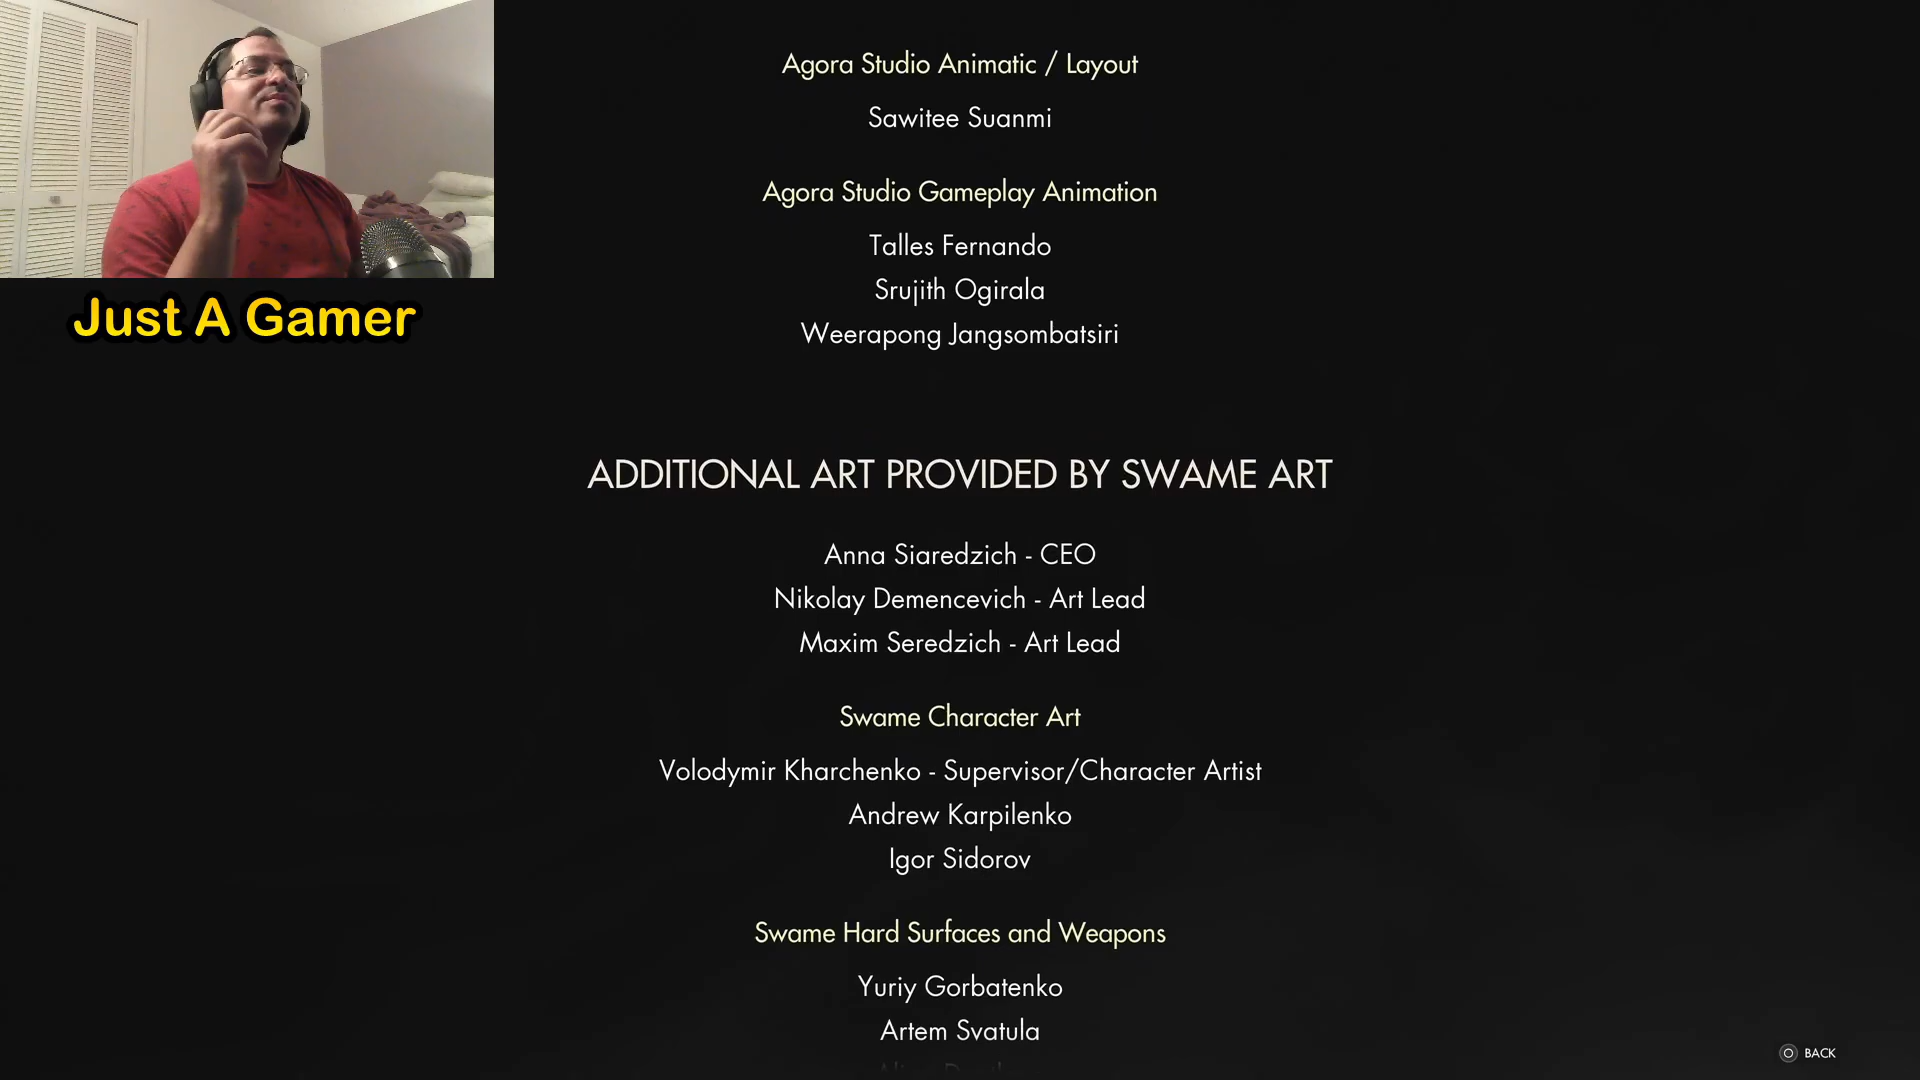 Agora Studio Animatic / Layout
Sawitee Suanmi
Agora Studio Gameplay Animation
Talles Fernando
Srujith Ogirala
Weerapong Jangsombatsiri
Just A Gamer
ADDITIONAL ART PROVIDED BY SWAME ART
Anna Siaredzich - CEO
Nikolay Demencevich - Art Lead
Maxim Seredzich - Art Lead
Swame Character Art
Volodymir Kharchenko - Supervisor/Character Artist
Andrew Karpilenko
Igor Sidorov
Swame Hard Surfaces and Weapons
Yuriy Gorbatenko
Artem Svatula
BACK